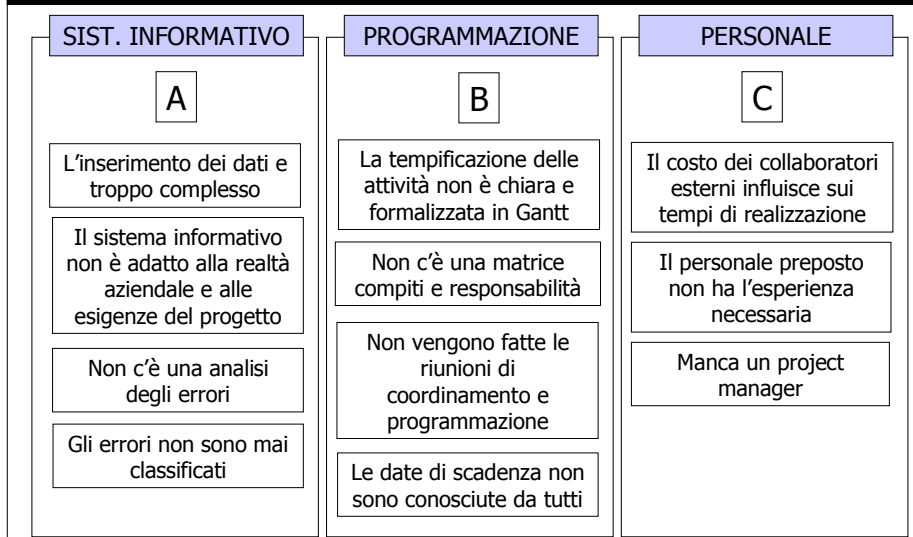 SIST. INFORMATIVO
A
L'inserimento dei dati e
troppo complesso
Il sistema informativo
non è adatto alla realtà
aziendale e alle
esigenze del progetto
Non c'è una analisi
degli errori
Gli errori non sono mai
classificati
PROGRAMMAZIONE
B
La tempificazione delle
attività non è chiara e
formalizzata in Gantt
Non c'è una matrice
compiti e responsabilità
Non vengono fatte le
riunioni di
coordinamento e
programmazione
Le date di scadenza non
sono conosciute da tutti
PERSONALE
C
Il costo dei collaboratori
esterni influisce sui
tempi di realizzazione
Il personale preposto
non ha l'esperienza
necessaria
Manca un project
manager